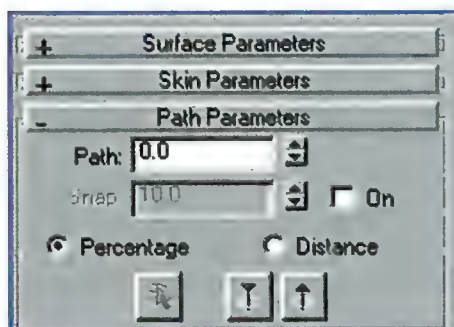 + Surface Parameters
+ Skin Parameters
- Path Parameters
Path: 0.0
Snap 10.0 On
Percentage Distance